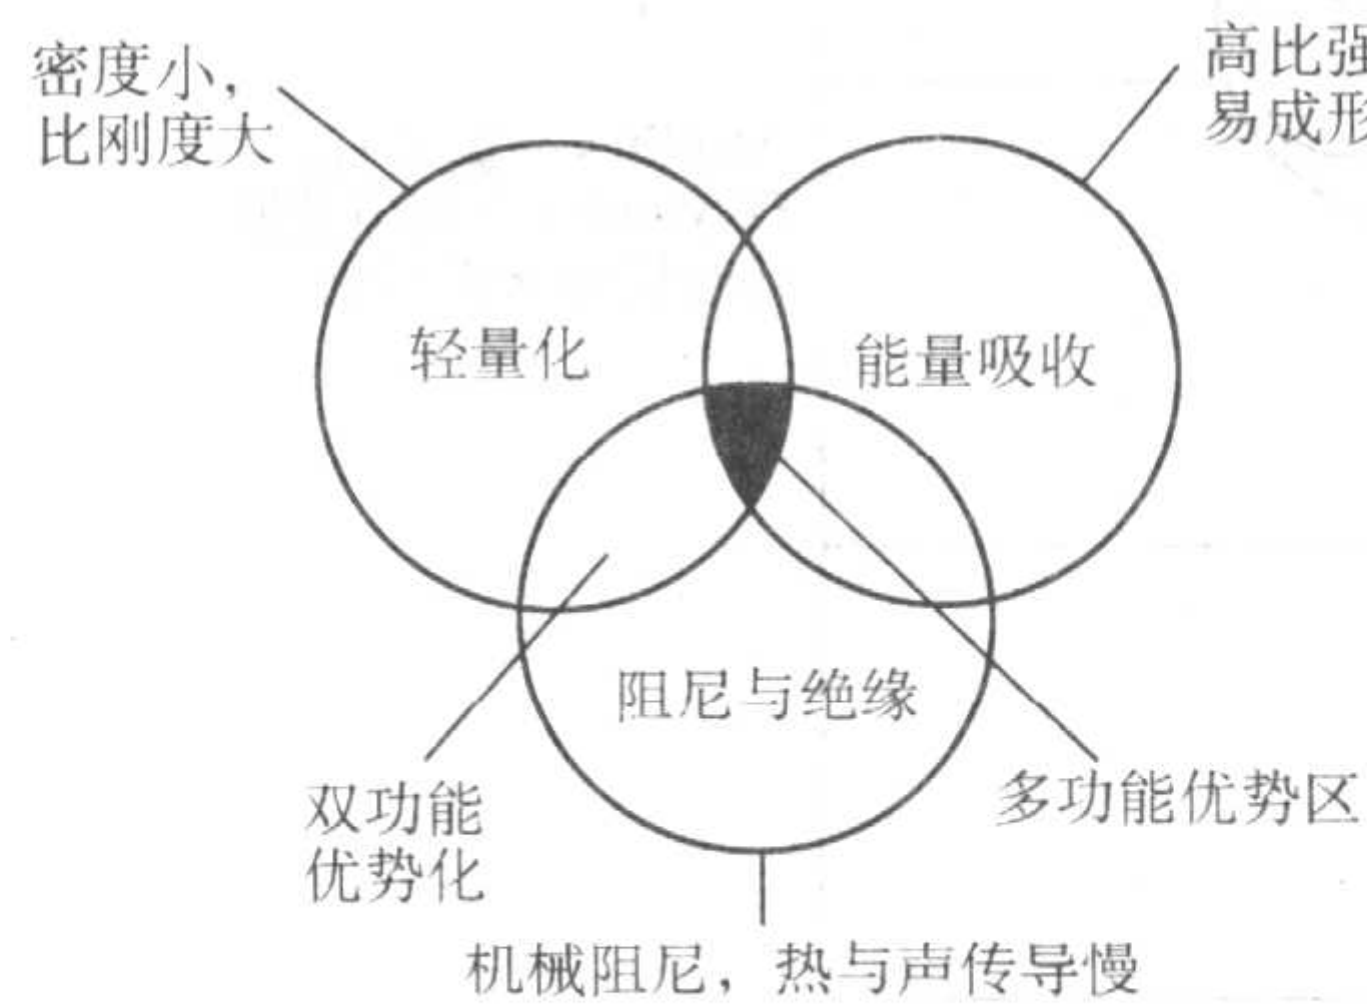 密度小，
比刚度大
高比强
易成形
轻量化
能量吸收
阻尼与绝缘
双功能
优势化
多功能优势区
机械阻尼，热与声传导慢